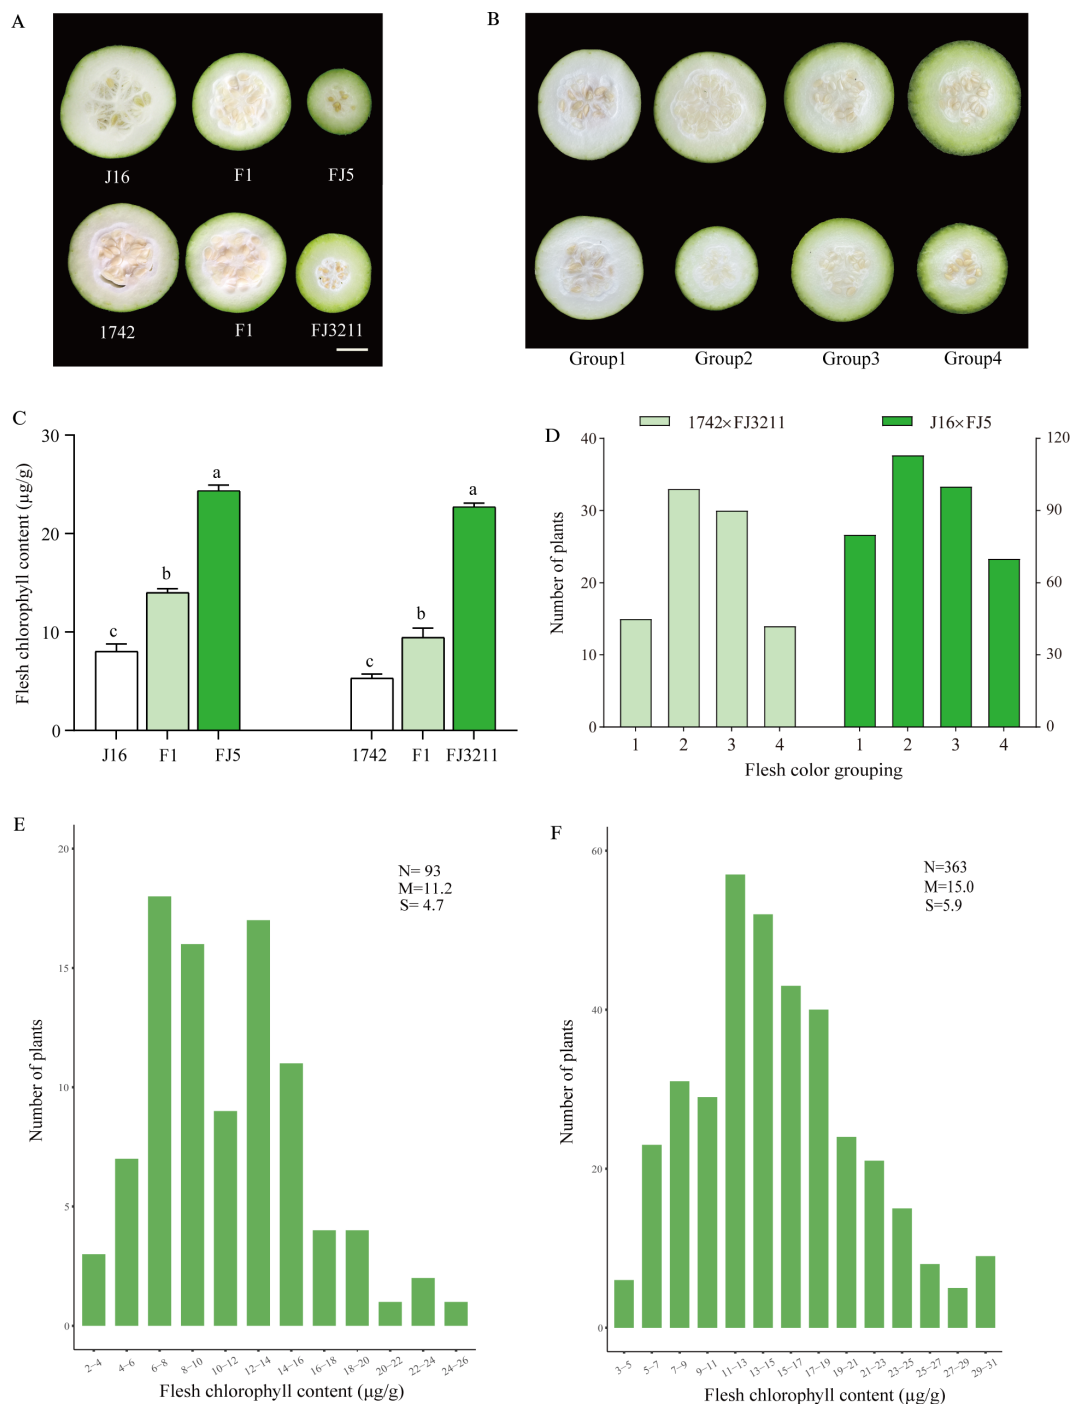 A
J16 F1 FJ5
1742 F1 FJ3211
B
Group1 Group2 Group3 Group4
C
Flesh chlorophyll content (µg/g)
30
20
10
0
c b a c b a
J16 F1 FJ5 1742 F1 FJ3211
D
1742×FJ3211 J16×FJ5
Number of plants
40
30
20
10
0
120
90
60
30
0
1 2 3 4 1 2 3 4
Flesh color grouping
E
N= 93
M=11.2
S= 4.7
Number of plants
20
15
10
5
0
2−4 4−6 6−8 8−10 10−12 12−14 14−16 16−18 18−20 20−22 22−24 24−26
Flesh chlorophyll content (µg/g)
F
N=363
M=15.0
S=5.9
Number of plants
60
40
20
0
3−5 5−7 7−9 9−11 11−13 13−15 15−17 17−19 19−21 21−23 23−25 25−27 27−29 29−31
Flesh chlorophyll content (µg/g)